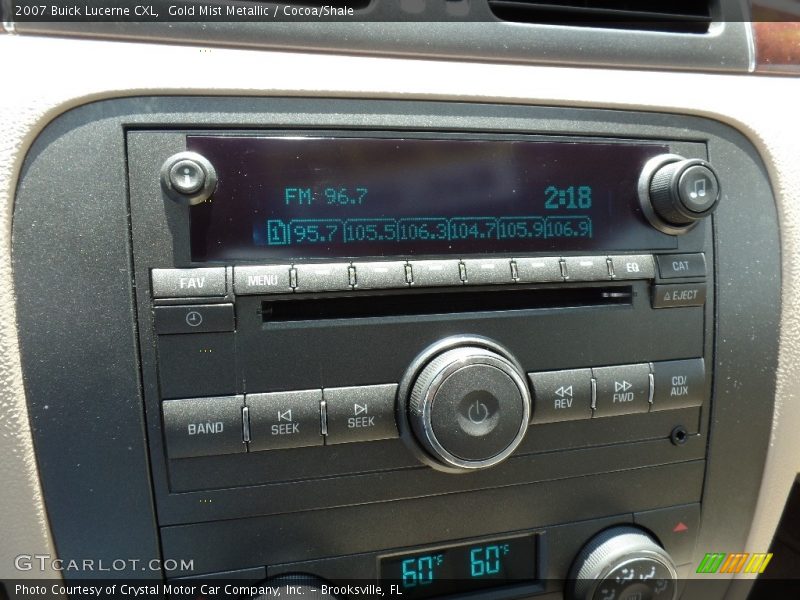 2007 Buick Lucerne CXL,  Gold Mist Metallic / Cocoa/Shale
FM 96.7 2:18
1 95.7 105.5 106.3 104.7 105.9 106.9
FAV MENU EQ CAT
EJECT
BAND SEEK SEEK REV FWD CD/AUX
60°F 60°F
GTCARLOT.COM
Photo Courtesy of Crystal Motor Car Company, Inc. - Brooksville, FL